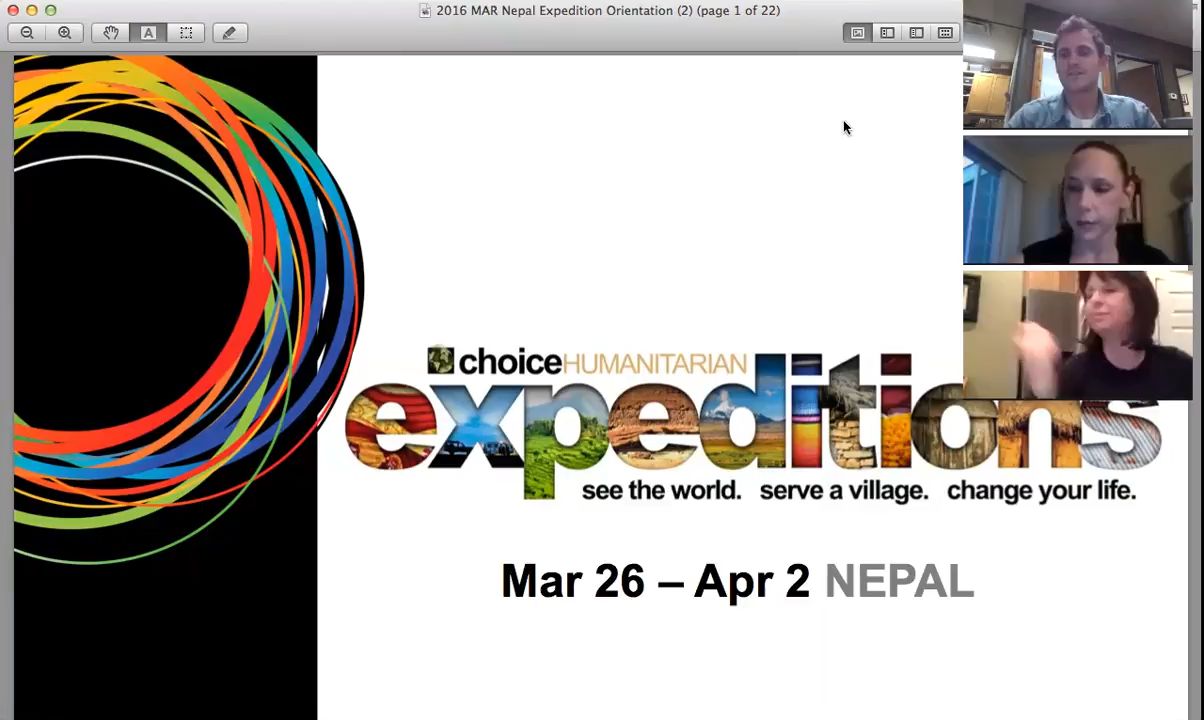 2016 MAR Nepal Expedition Orientation (2) (page 1 of 22)
A
choiceHUMANITARIAN
expeditions
see the world. serve a village. change your life.
Mar 26 – Apr 2 NEPAL